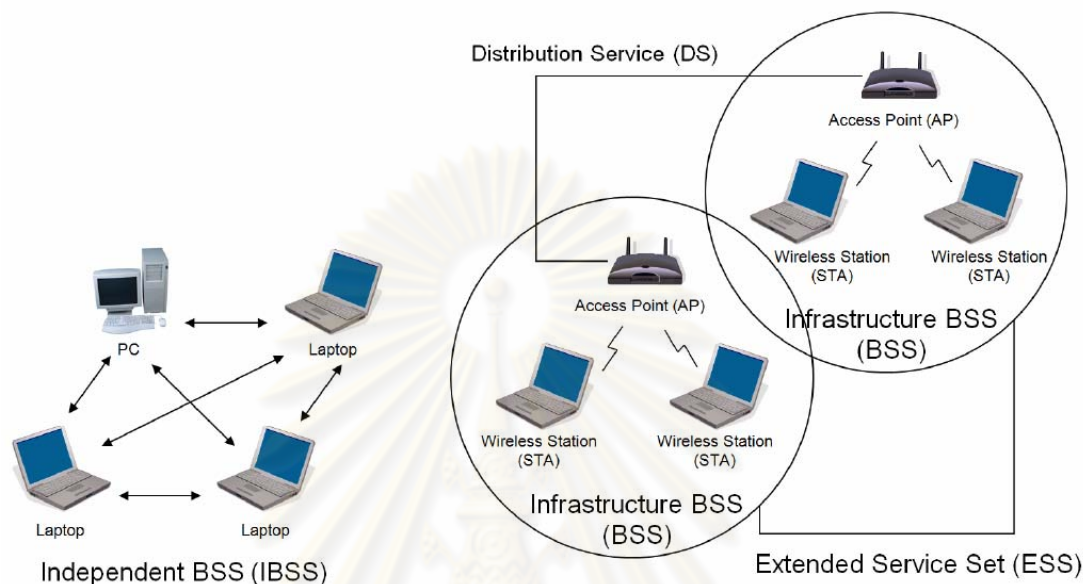 Distribution Service (DS)
Access Point (AP)
Wireless Station
(STA)
Wireless Station
(STA)
Infrastructure BSS
(BSS)
Access Point (AP)
Wireless Station
(STA)
Wireless Station
(STA)
Infrastructure BSS
(BSS)
Extended Service Set (ESS)
PC
Laptop
Laptop
Laptop
Independent BSS (IBSS)